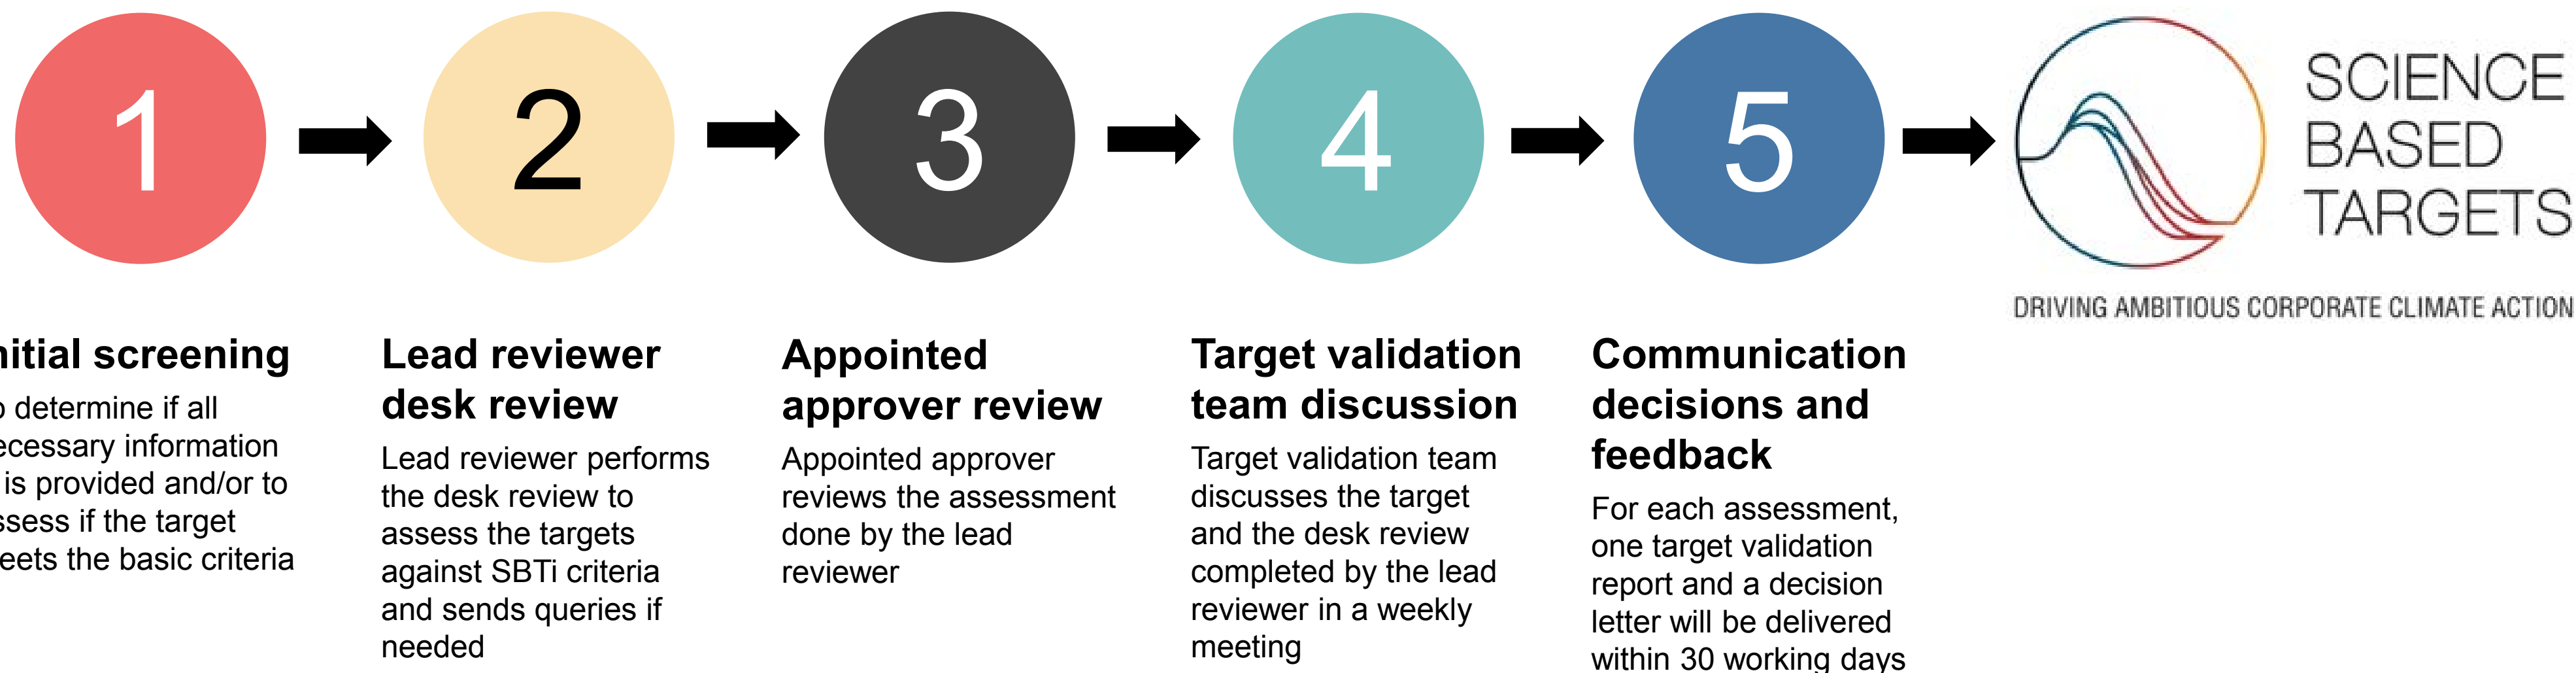 1
2
3
4
5
SCIENCE
BASED
TARGETS
DRIVING AMBITIOUS CORPORATE CLIMATE ACTION
nitial screening
o determine if all
ecessary information
is provided and/or to
ssess if the target
eets the basic criteria
Lead reviewer
desk review
Lead reviewer performs
the desk review to
assess the targets
against SBTi criteria
and sends queries if
needed
Appointed
approver review
Appointed approver
reviews the assessment
done by the lead
reviewer
Target validation
team discussion
Target validation team
discusses the target
and the desk review
completed by the lead
reviewer in a weekly
meeting
Communication
decisions and
feedback
For each assessment,
one target validation
report and a decision
letter will be delivered
within 30 working days